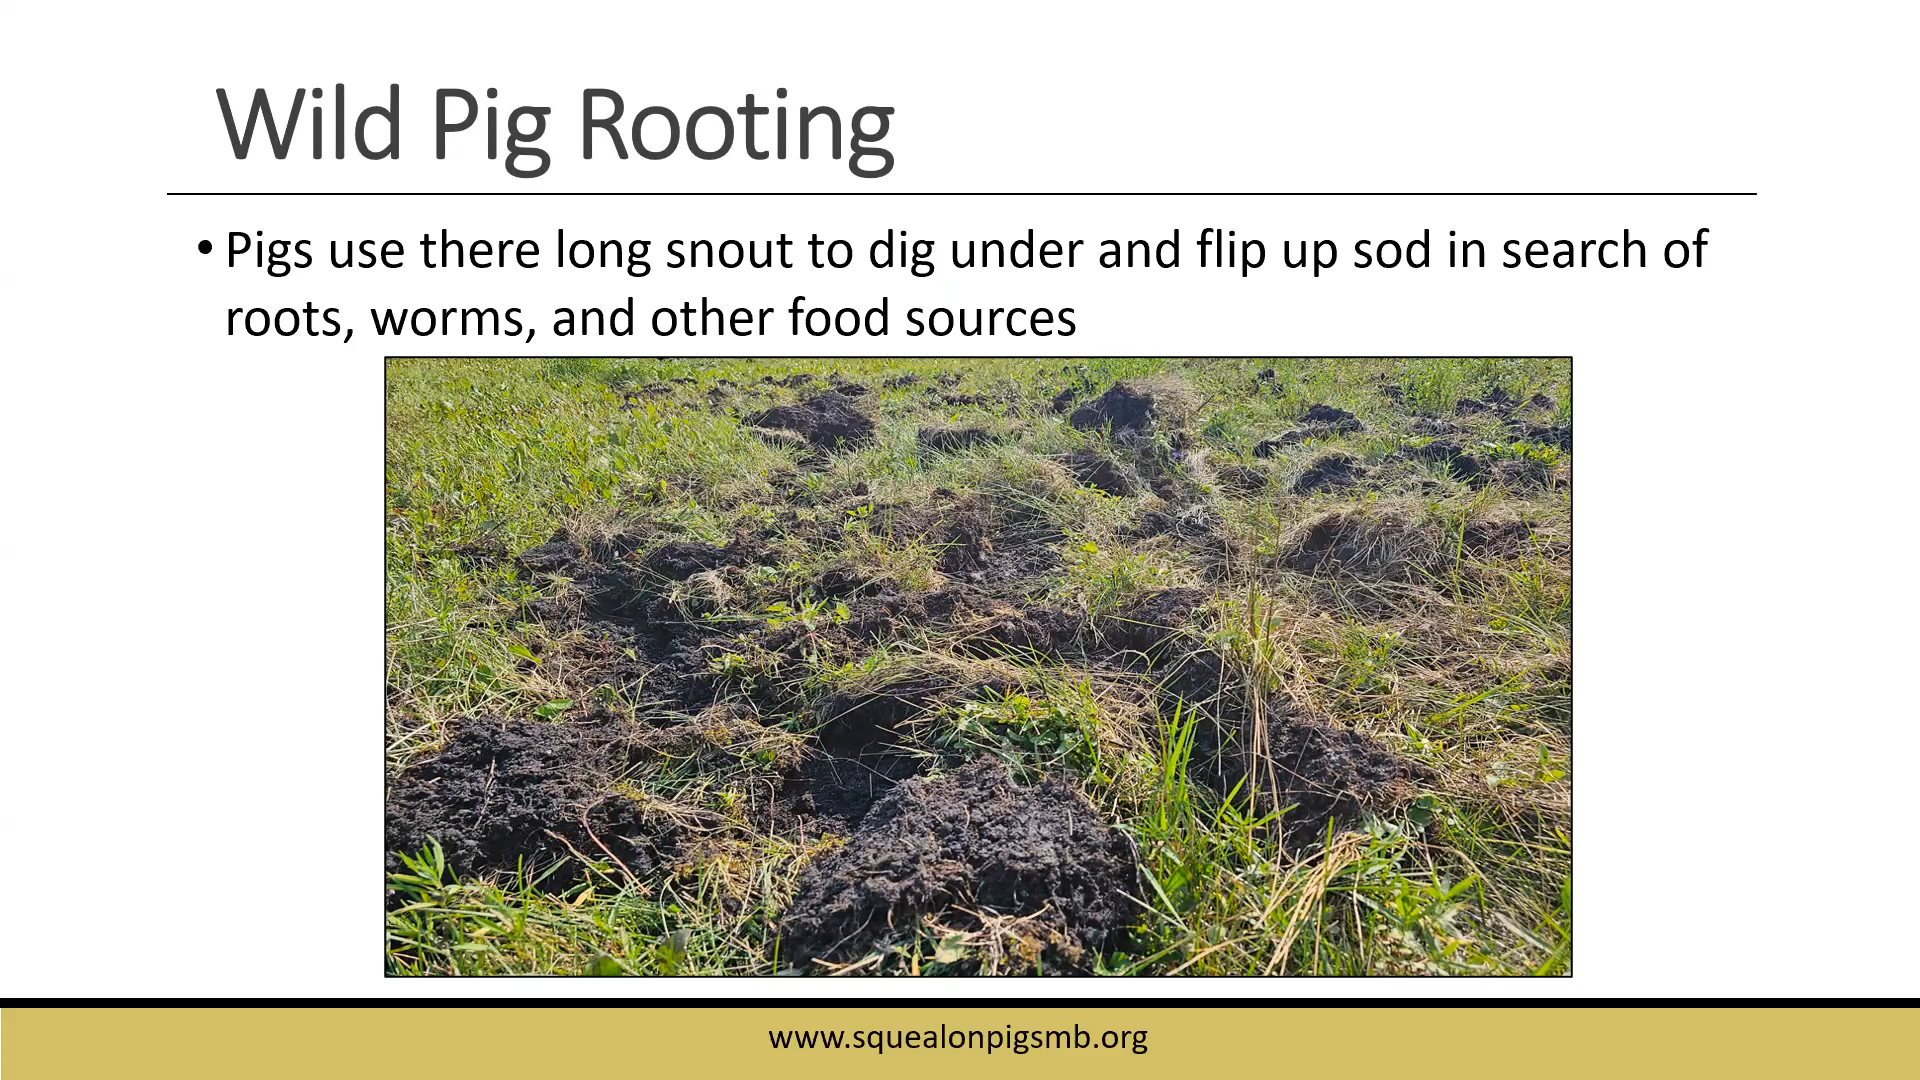 Wild Pig Rooting
• Pigs use there long snout to dig under and flip up sod in search of
roots, worms, and other food sources
www.squealonpigsmb.org